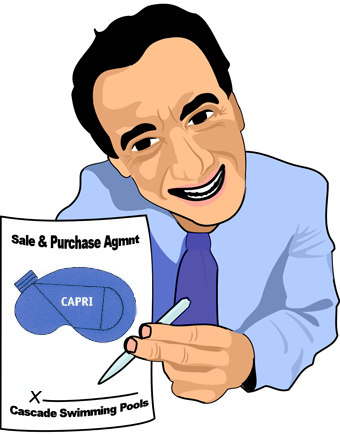 Sale & Purchase Agmnt
CAPRI
X
Cascade Swimming Pools